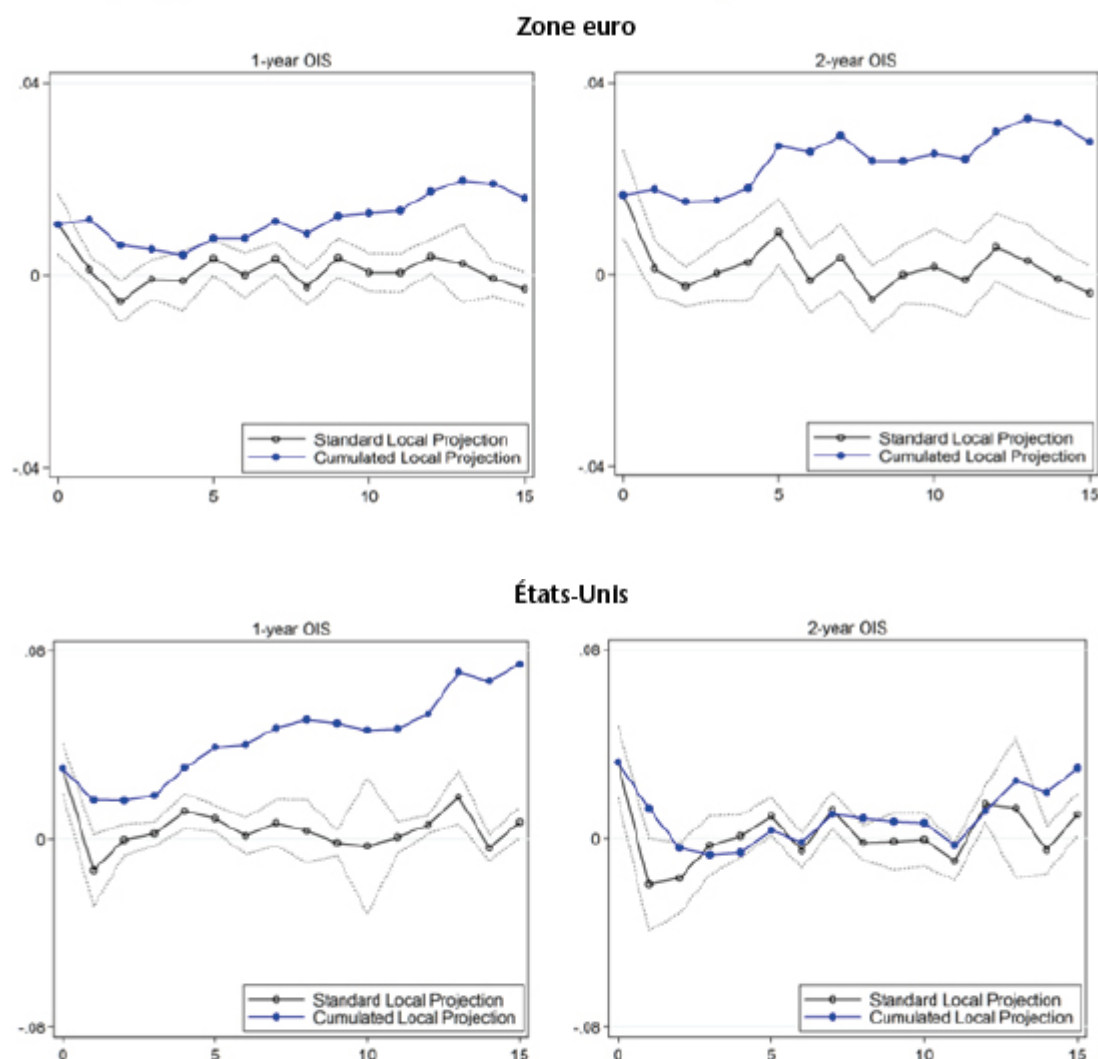 Zone euro
1-year OIS
.04
0
-.04
0 5 10 15
Standard Local Projection
Cumulated Local Projection
2-year OIS
.04
0
-.04
0 5 10 15
Standard Local Projection
Cumulated Local Projection
États-Unis
1-year OIS
.08
0
-.08
0 5 10 15
Standard Local Projection
Cumulated Local Projection
2-year OIS
.08
0
-.08
0 5 10 15
Standard Local Projection
Cumulated Local Projection